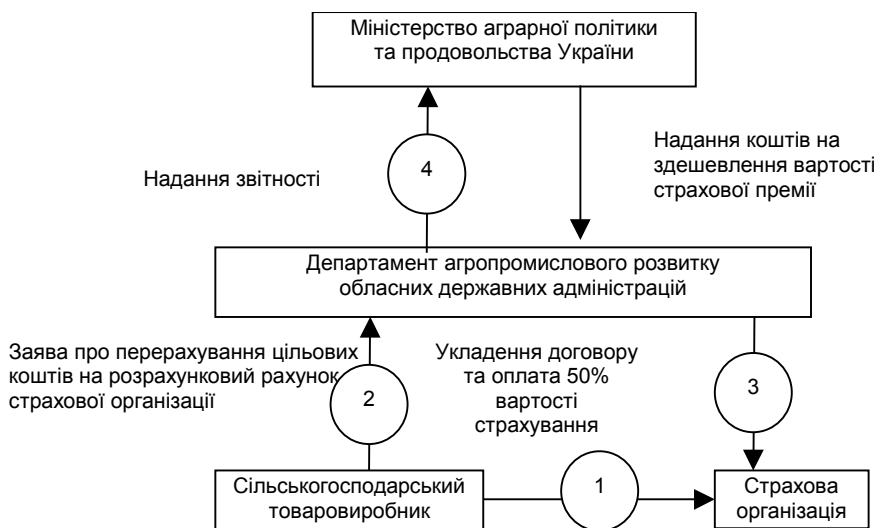 Міністерство аграрної політики
та продовольства України
Надання звітності
4
Надання коштів на
здешевлення вартості
страхової премії
Департамент агропромислового розвитку
обласних державних адміністрацій
Заява про перерахування цільових
коштів на розрахунковий рахунок
страхової організації
2
Укладення договору
та оплата 50%
вартості
страхування
3
Сільськогосподарський
товаровиробник
1
Страхова
організація